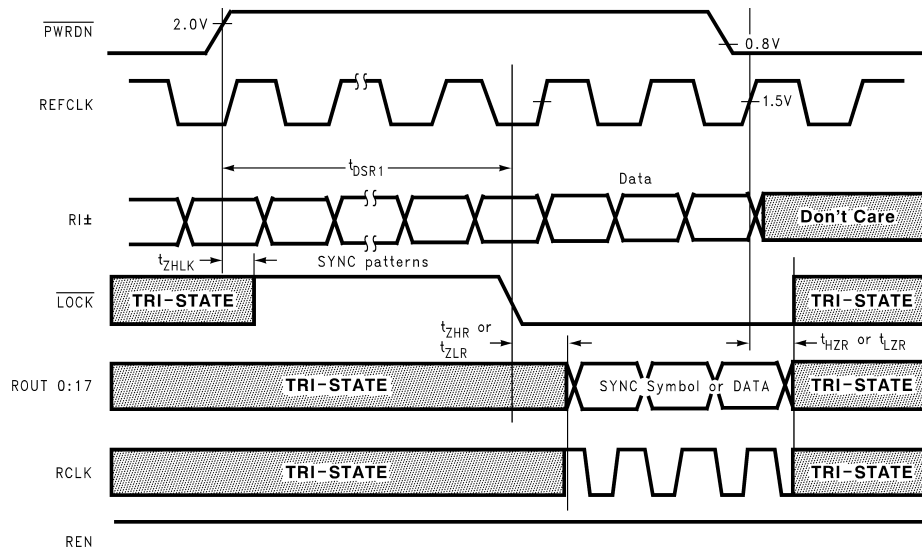 PWRDN
2.0V
0.8V
REFCLK
1.5V
tDSR1
Data
RI±
Don't Care
tZHLK
SYNC patterns
LOCK
TRI-STATE
TRI-STATE
tZHR or
tZLR
tHZR or tLZR
ROUT 0:17
TRI-STATE
SYNC Symbol or DATA
TRI-STATE
RCLK
TRI-STATE
TRI-STATE
REN